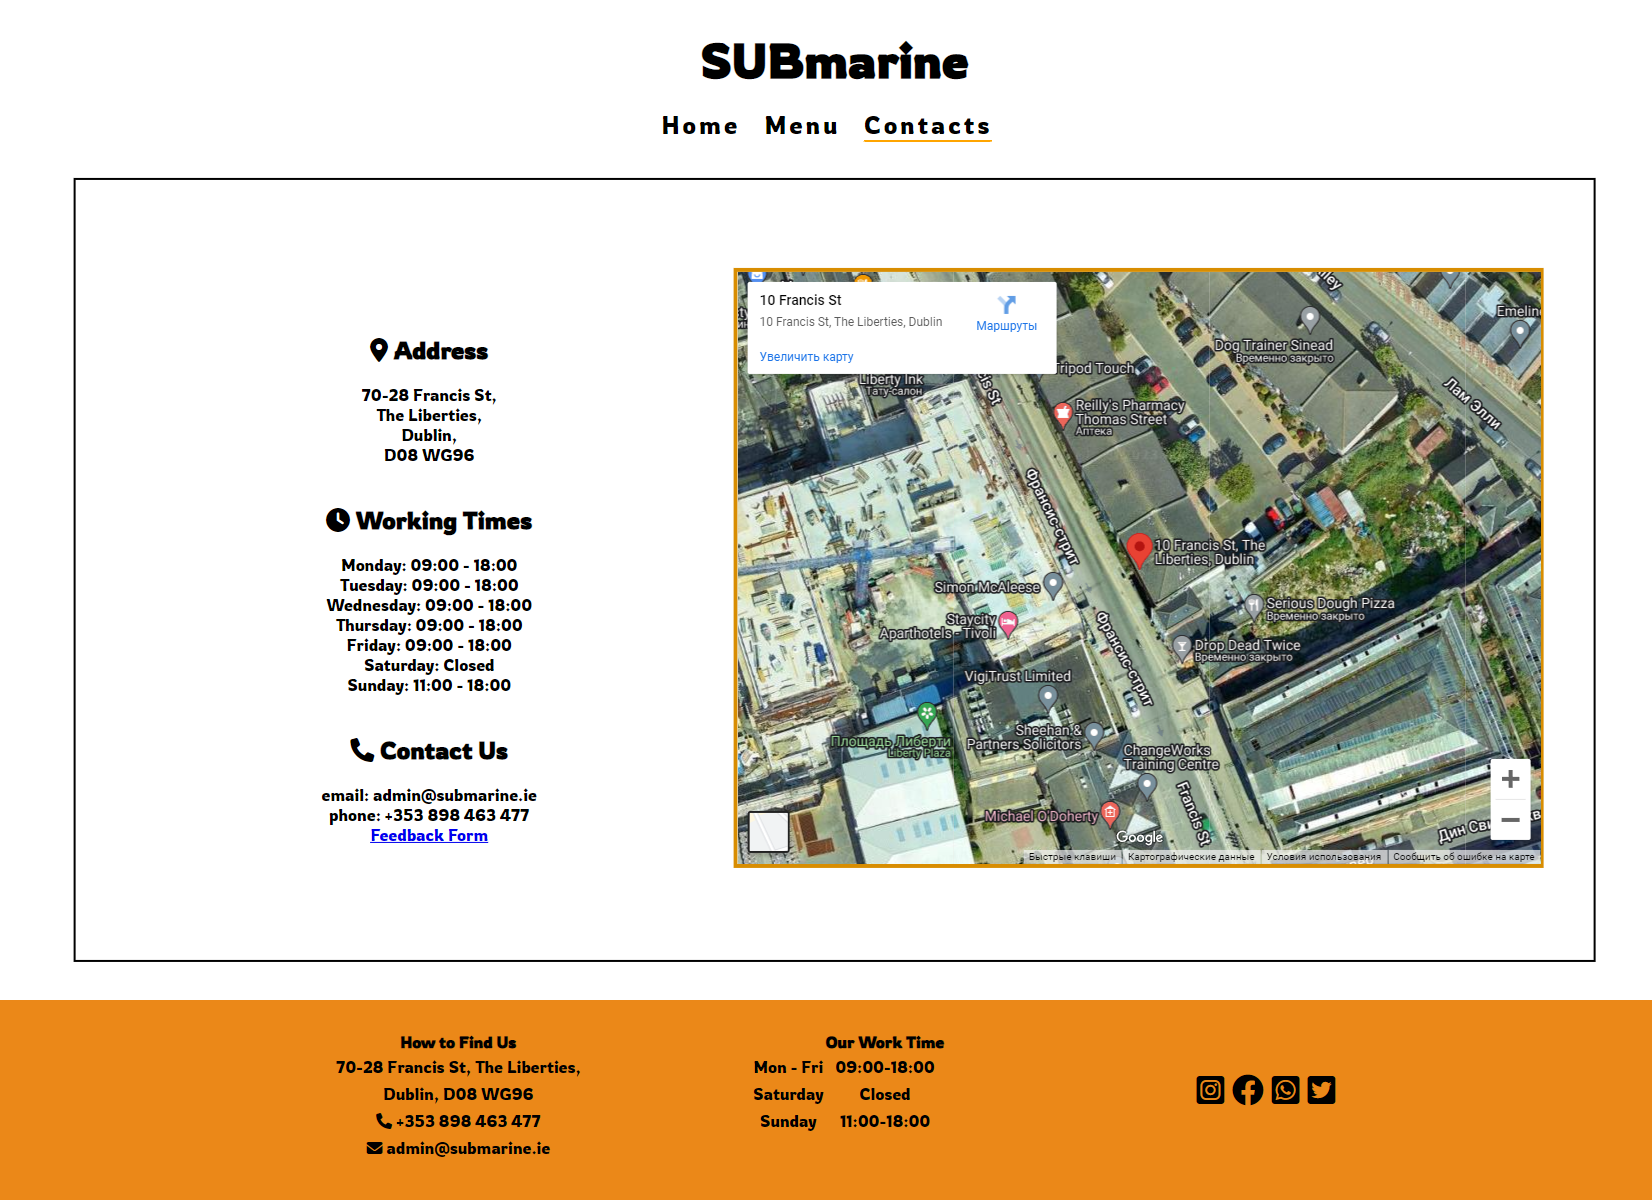 SUBmarine
Home Menu Contacts
Address
70-28 Francis St,
The Liberties,
Dublin,
D08 WG96
Working Times
Monday: 09:00 - 18:00
Tuesday: 09:00 - 18:00
Wednesday: 09:00 - 18:00
Thursday: 09:00 - 18:00
Friday: 09:00 - 18:00
Saturday: Closed
Sunday: 11:00 - 18:00
Contact Us
email: admin@submarine.ie
phone: +353 898 463 477
Feedback Form
10 Francis St
10 Francis St, The Liberties, Dublin
Маршруты
Увеличить карту
Emelin
Dog Trainer Sinead
Временно закрыто
Tripod Touch
Liberty Ink
Тату-салон
Reilly's Pharmacy
Thomas Street
Аптека
Лам Элли
Франсис-стрит
10 Francis St, The
Liberties, Dublin
Simon McAleese
Serious Dough Pizza
Временно закрыто
Staycity
Aparthotels - Tivoli
Франсис-стрит
Drop Dead Twice
Временно закрыто
VigiTrust Limited
Sheehan &
Partners Solicitors
Площадь Либерти
Liberty Plaza
ChangeWorks
Training Centre
Michael O'Doherty
Francis St
Google
Быстрые клавиши
Картографические данные
Условия использования
Сообщить об ошибке на карте
How to Find Us
70-28 Francis St, The Liberties,
Dublin, D08 WG96
+353 898 463 477
admin@submarine.ie
Our Work Time
Mon - Fri 09:00-18:00
Saturday Closed
Sunday 11:00-18:00